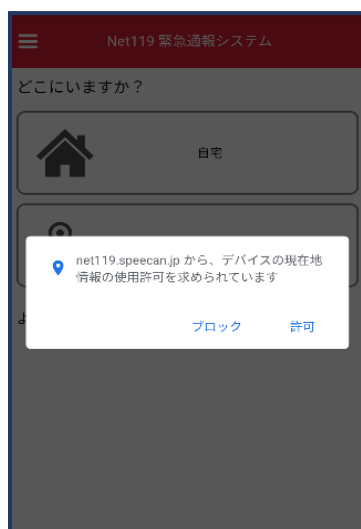 Net119 緊急通報システム
どこにいますか？
自宅
net119.speecan.jp から、デバイスの現在地
情報の使用許可を求められています
ブロック
許可